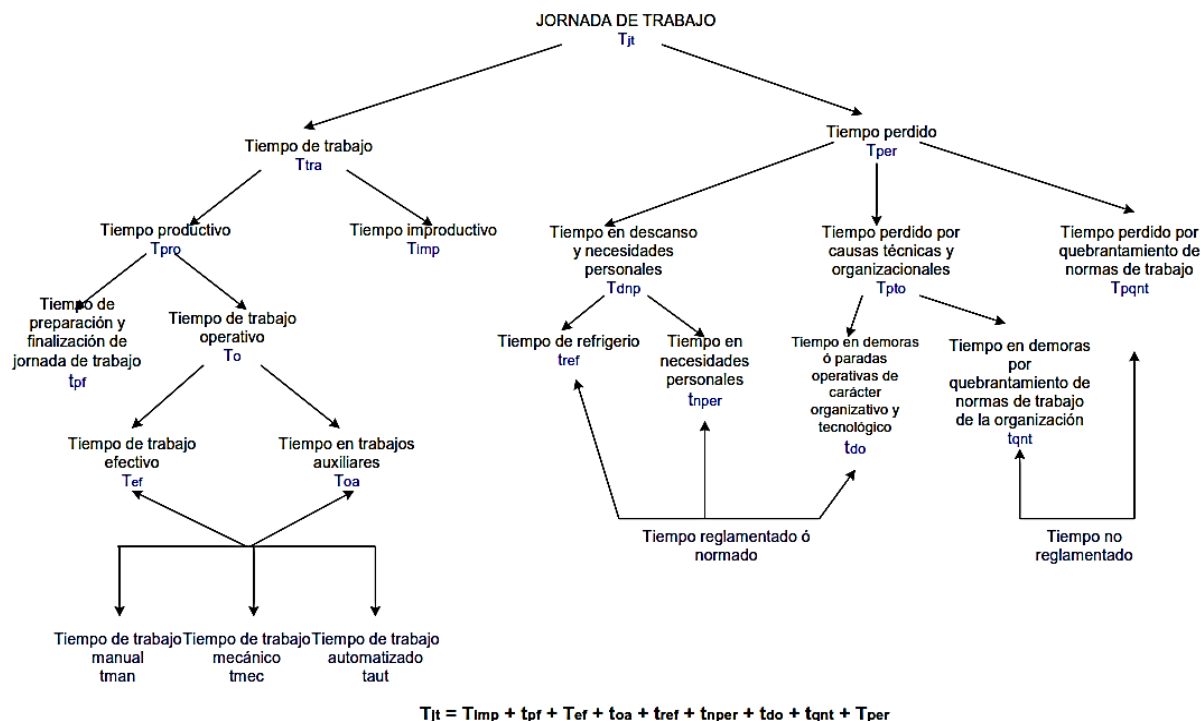 JORNADA DE TRABAJO
Tjt
Tiempo de trabajo
Ttra
Tiempo perdido
Tper
Tiempo productivo
Tpro
Tiempo improductivo
Timp
Tiempo en descanso
y necesidades
personales
Tdnp
Tiempo perdido por
causas técnicas y
organizacionales
Tpto
Tiempo perdido por
quebrantamiento de
normas de trabajo
Tpqnt
Tiempo de
preparación y
finalización de
jornada de trabajo
tpf
Tiempo de trabajo
operativo
To
Tiempo de refrigerio
tref
Tiempo en
necesidades
personales
tnper
Tiempo en demoras
ó paradas
operativas de
carácter
organizativo y
tecnológico
tdo
Tiempo en demoras
por
quebrantamiento de
normas de trabajo
de la organización
tqnt
Tiempo de trabajo
efectivo
Tef
Tiempo en trabajos
auxiliares
Toa
Tiempo reglamentado ó
normado
Tiempo no
reglamentado
Tiempo de trabajo
manual
tman
Tiempo de trabajo
mecánico
tmec
Tiempo de trabajo
automatizado
taut
Tjt = Timp + tpf + Tef + toa + tref + tnper + tdo + tqnt + Tper